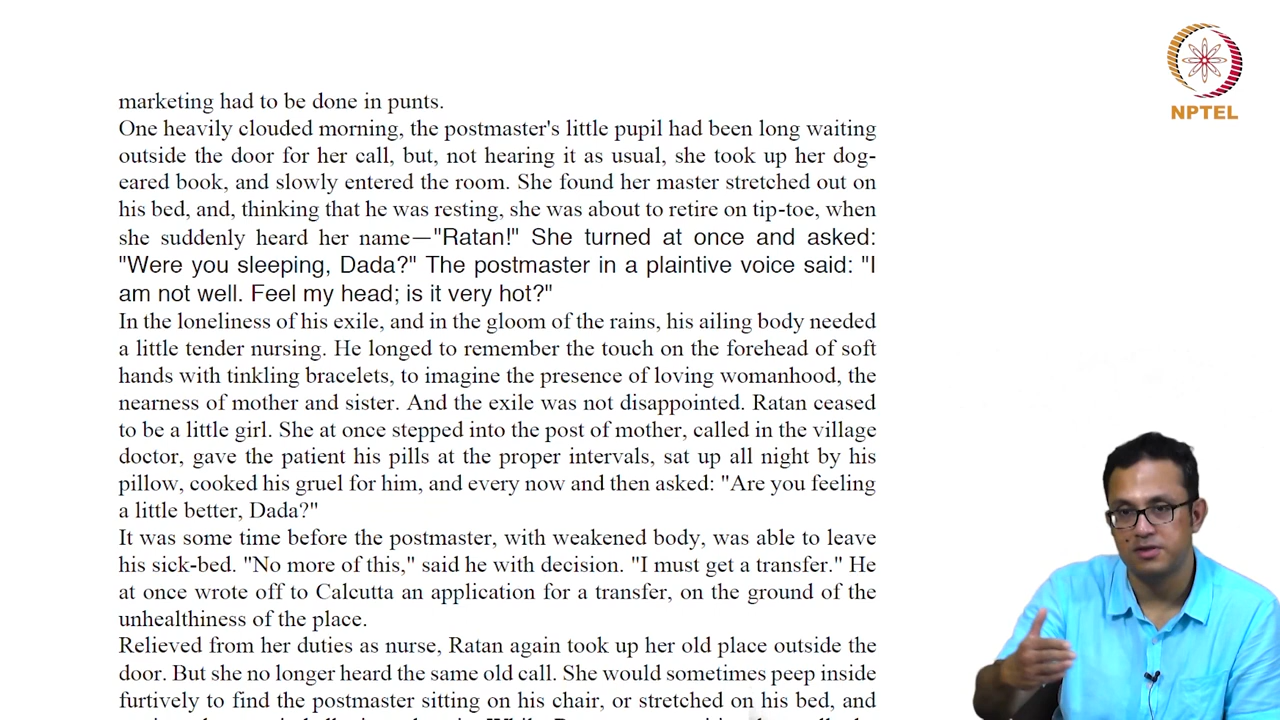 NPTEL
marketing had to be done in punts.
One heavily clouded morning, the postmaster's little pupil had been long waiting
outside the door for her call, but, not hearing it as usual, she took up her dog-
eared book, and slowly entered the room. She found her master stretched out on
his bed, and, thinking that he was resting, she was about to retire on tip-toe, when
she suddenly heard her name—"Ratan!" She turned at once and asked:
"Were you sleeping, Dada?" The postmaster in a plaintive voice said: "I
am not well. Feel my head; is it very hot?"
In the loneliness of his exile, and in the gloom of the rains, his ailing body needed
a little tender nursing. He longed to remember the touch on the forehead of soft
hands with tinkling bracelets, to imagine the presence of loving womanhood, the
nearness of mother and sister. And the exile was not disappointed. Ratan ceased
to be a little girl. She at once stepped into the post of mother, called in the village
doctor, gave the patient his pills at the proper intervals, sat up all night by his
pillow, cooked his gruel for him, and every now and then asked: "Are you feeling
a little better, Dada?"
It was some time before the postmaster, with weakened body, was able to leave
his sick-bed. "No more of this," said he with decision. "I must get a transfer." He
at once wrote off to Calcutta an application for a transfer, on the ground of the
unhealthiness of the place.
Relieved from her duties as nurse, Ratan again took up her old place outside the
door. But she no longer heard the same old call. She would sometimes peep inside
furtively to find the postmaster sitting on his chair, or stretched on his bed, and